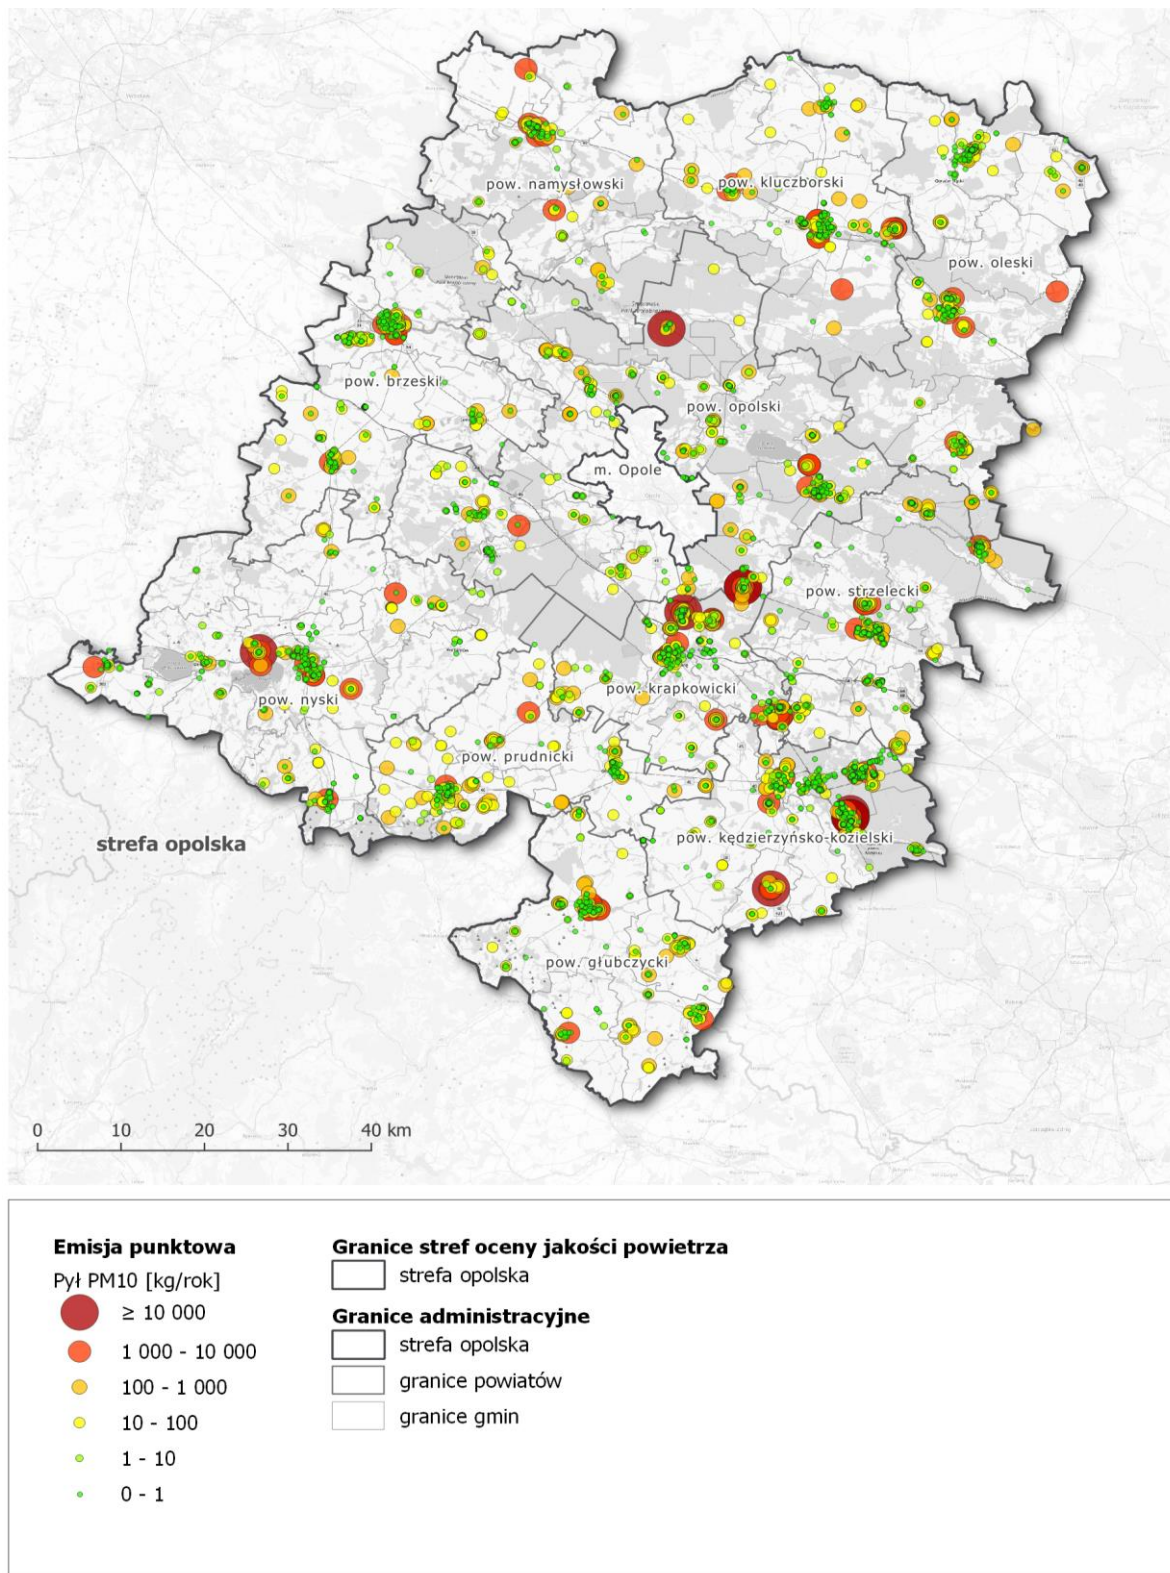 pow. namysłowski
pow. kluczborski
pow. oleski
pow. brzeski
pow. opolski
m. Opole
pow. strzelecki
pow. krapkowicki
pow. nyski
pow. prudnicki
strefa opolska
pow. kędzierzyńsko-kozielski
pow. głubczycki
0 10 20 30 40 km
Emisja punktowa
Pył PM10 [kg/rok]
≥ 10 000
1 000 - 10 000
100 - 1 000
10 - 100
1 - 10
0 - 1
Granice stref oceny jakości powietrza
strefa opolska
Granice administracyjne
strefa opolska
granice powiatów
granice gmin